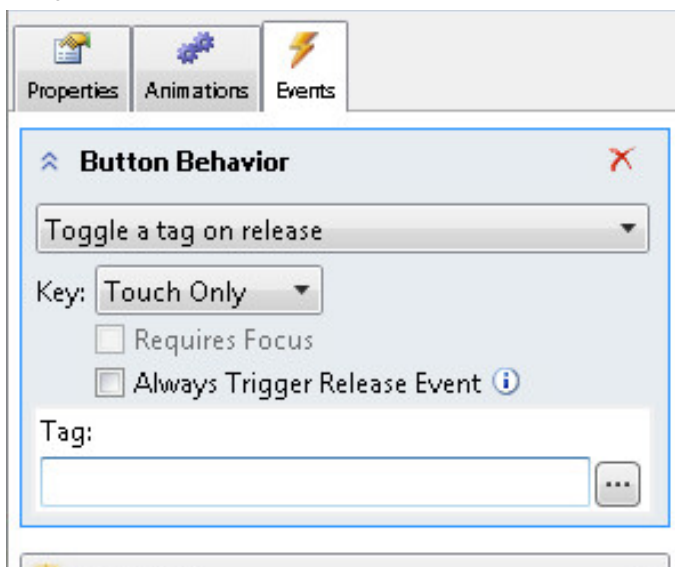 Properties Animations Events
Button Behavior
Toggle a tag on release
Key: Touch Only
Requires Focus
Always Trigger Release Event
Tag:
...